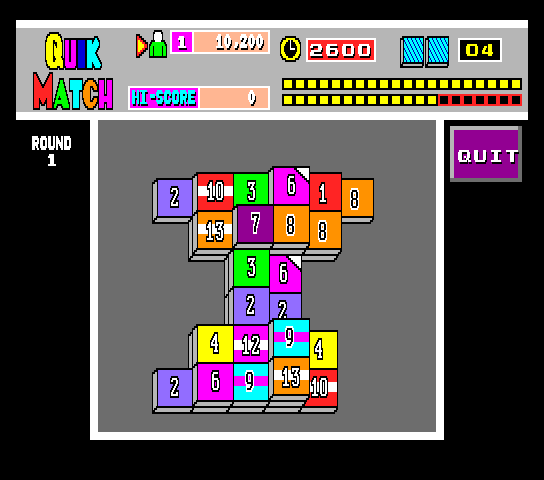 QUIK MATCH
1 10,200
2600
04
HI-SCORE 0
ROUND
1
QUIT
2 10 3 6 1 8
13 7 8 8
3 6
2 2
4 12 9 4
2 6 9 13 10